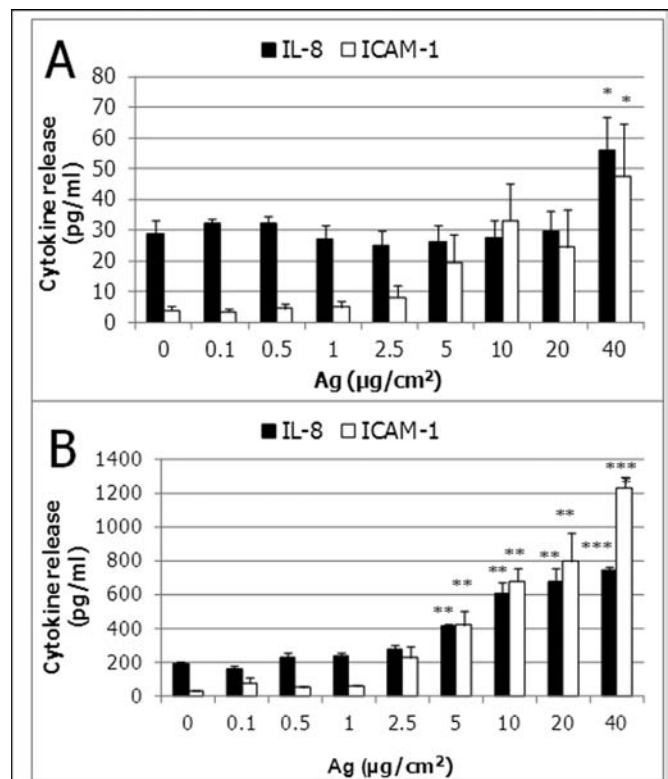 A
IL-8 ICAM-1
80
70
60
50
40
30
20
10
0
Cytokine release
(pg/ml)
* *
0 0.1 0.5 1 2.5 5 10 20 40
Ag (µg/cm²)
B
IL-8 ICAM-1
1400
1200
1000
800
600
400
200
0
Cytokine release
(pg/ml)
** ** ** ** ** ** *** ***
*
0 0.1 0.5 1 2.5 5 10 20 40
Ag (µg/cm²)